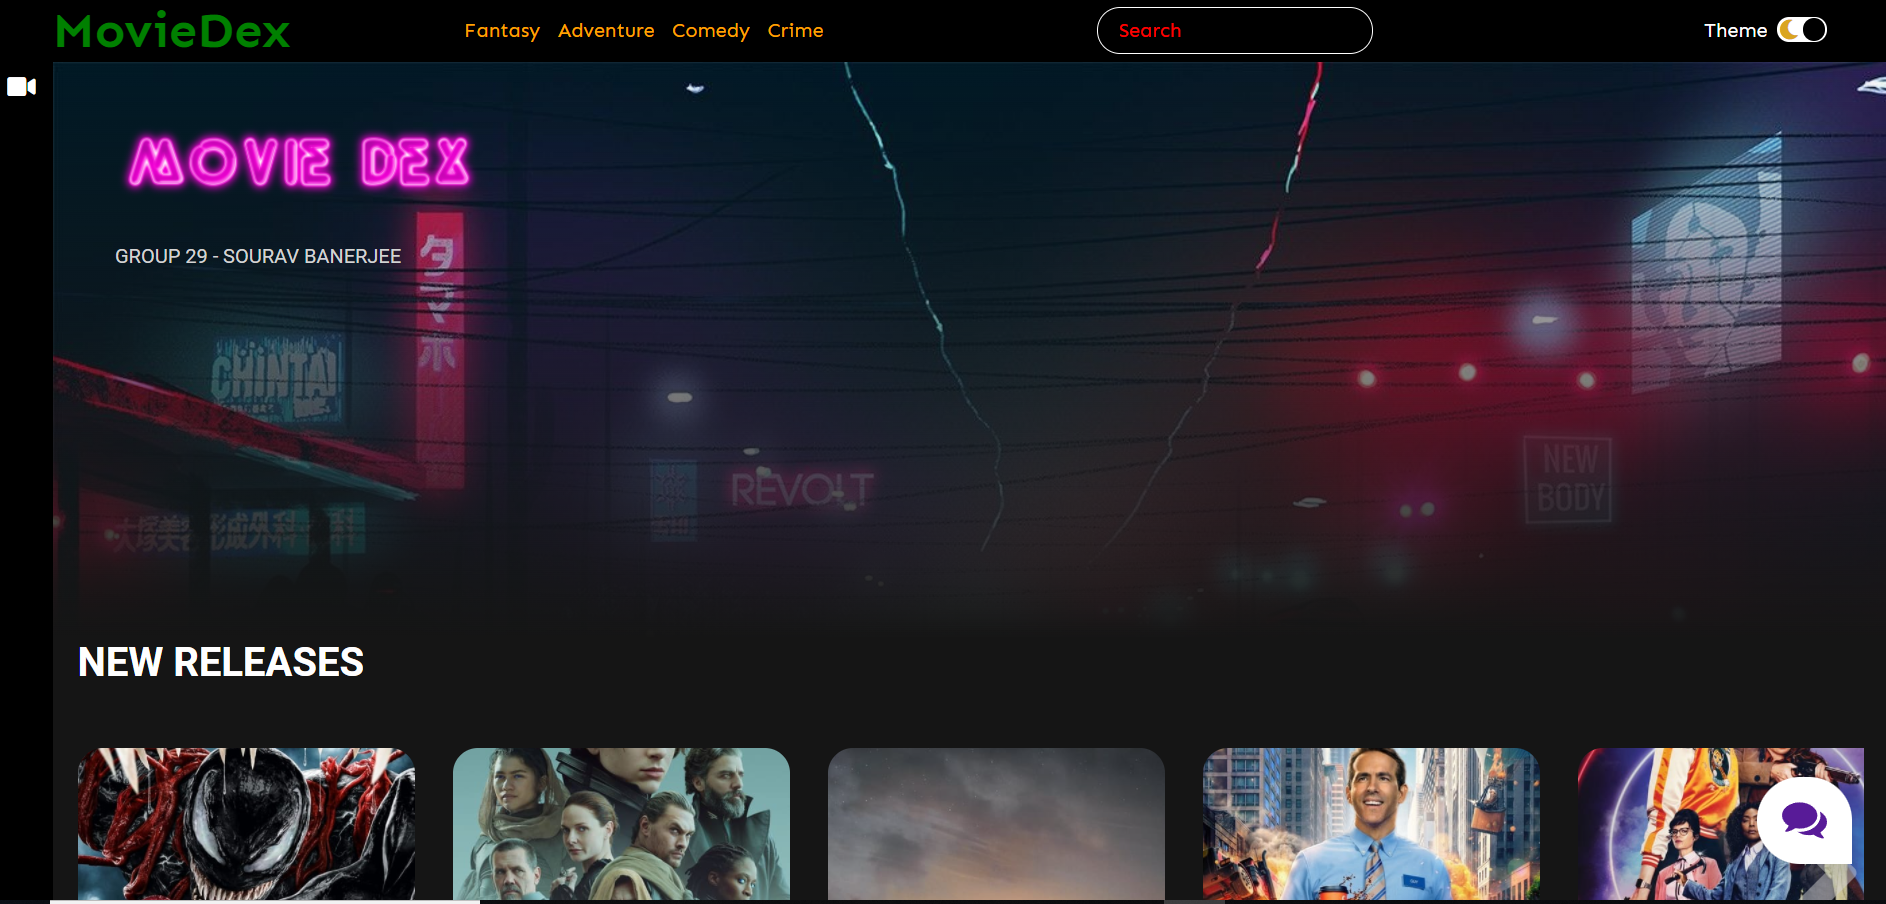 MovieDex
Fantasy Adventure Comedy Crime
Search
Theme
MOVIE DEX
GROUP 29 - SOURAV BANERJEE
CHINTAI
REVOLT
NEW
BODY
NEW RELEASES